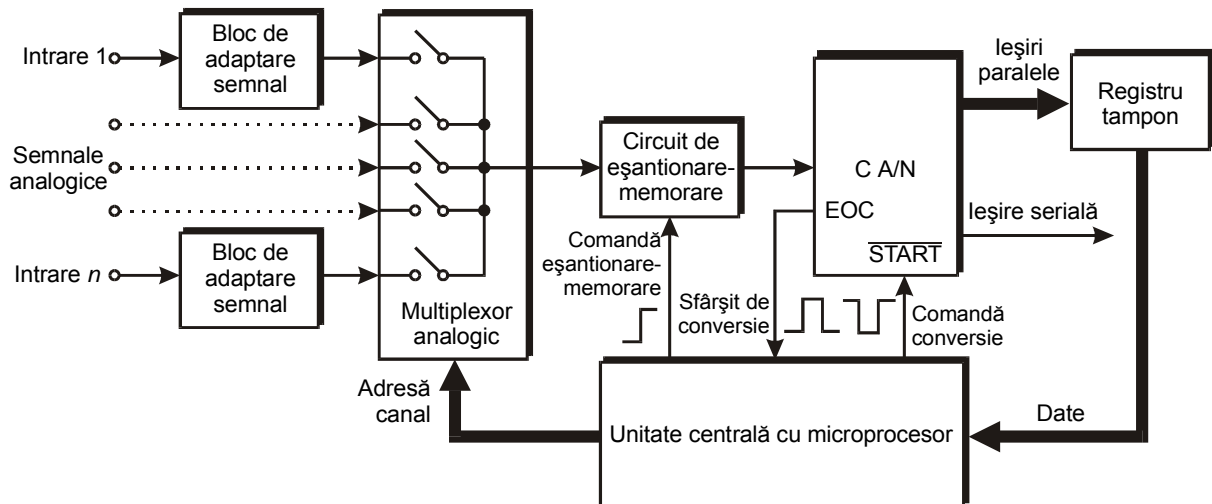 Intrare 1
Bloc de
adaptare
semnal
Semnale
analogice
Intrare n
Bloc de
adaptare
semnal
Multiplexor
analogic
Adresă
canal
Circuit de
eşantionare-
memorare
Comandă
eşantionare-
memorare
C A/N
EOC
START
Sfârşit de
conversie
Comandă
conversie
Ieşiri
paralele
Registru
tampon
Ieşire serială
Date
Unitate centrală cu microprocesor